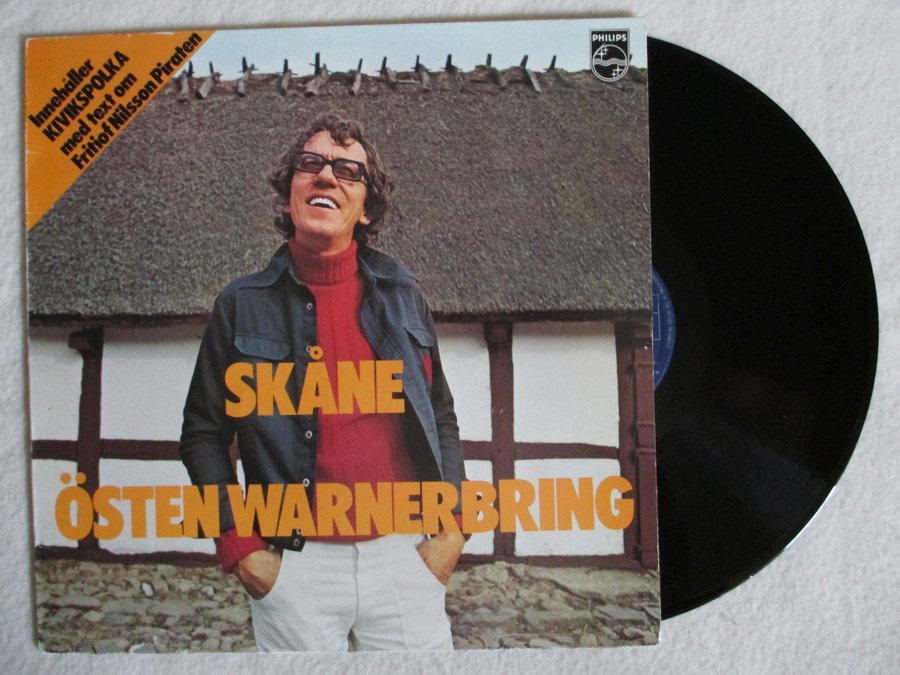 Innehåller
KIVIKSPOLKA
med text om
Fritiof Nilsson Piraten
PHILIPS
SKÅNE
ÖSTEN WARNERBRING